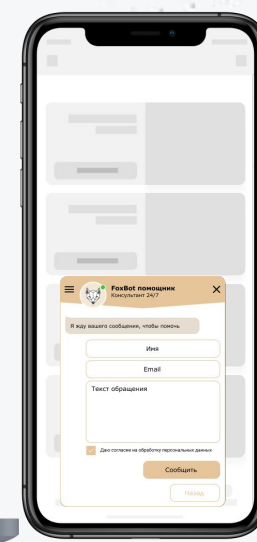 FoxBot помощник
Консультант 24/7
Я жду вашего сообщения, чтобы помочь
Имя
Email
Текст обращения
Даю согласие на обработку персональных данных
Сообщить
Назад